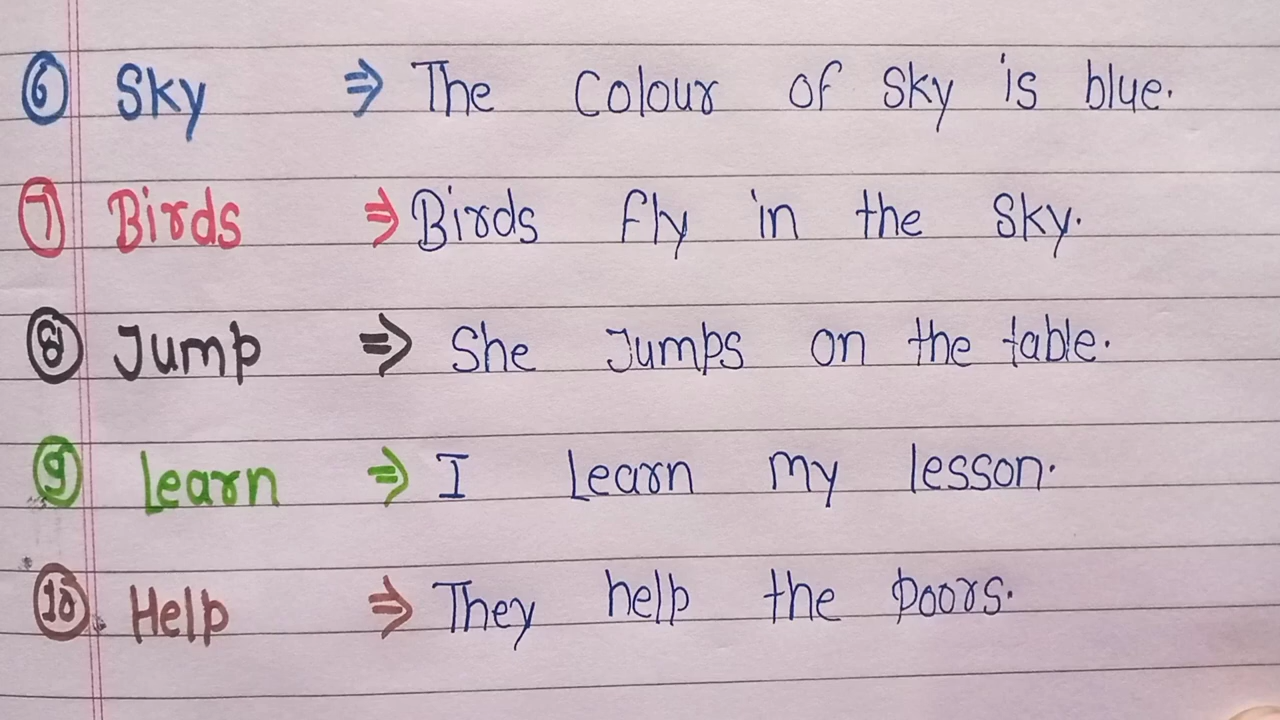 6 Sky ⇒ The Colour of Sky is blue.
7 Birds ⇒ Birds fly in the Sky.
8 Jump ⇒ She Jumps on the table.
9 Learn ⇒ I Learn my lesson.
10. Help ⇒ They help the poors.